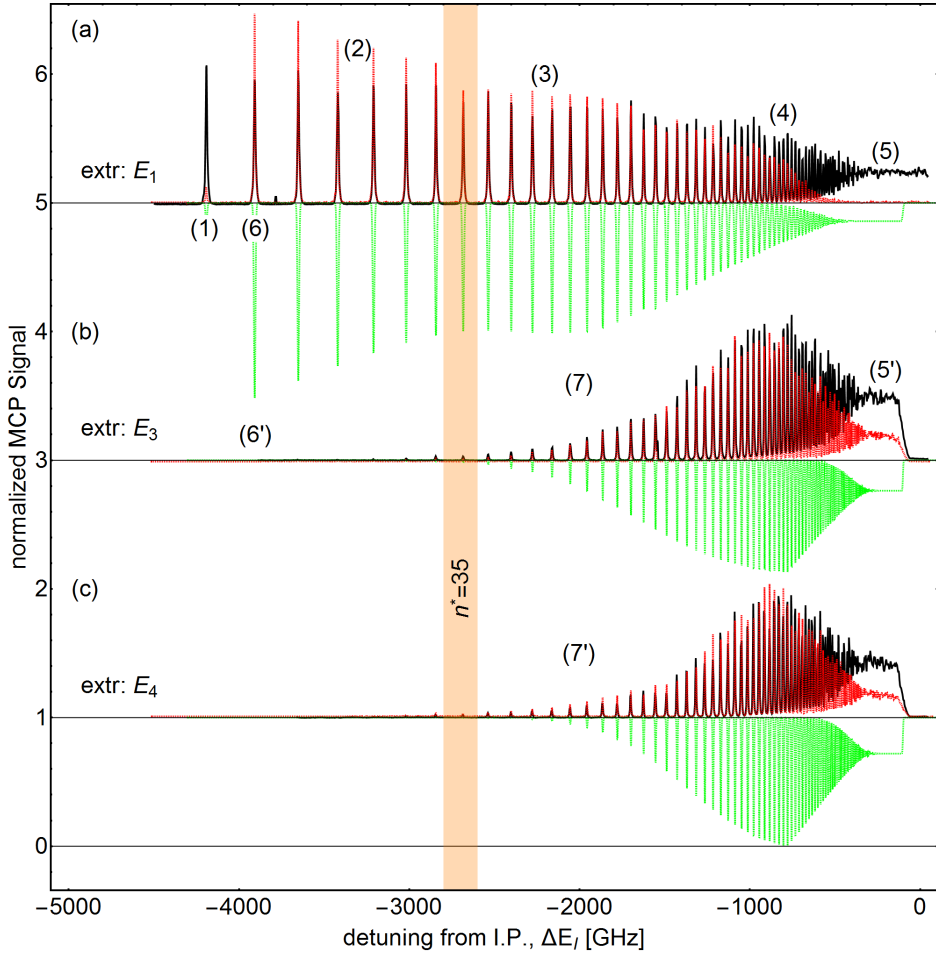 (a)
(2)
(3)
(4)
(5)
6
extr: E₁
5
(1)
(6)
normalized MCP Signal
4
(b)
(7)
(5')
extr: E₃
(6')
3
n*=35
2
(c)
(7')
extr: E₄
1
0
−5000 −4000 −3000 −2000 −1000 0
detuning from I.P., ΔE_I [GHz]